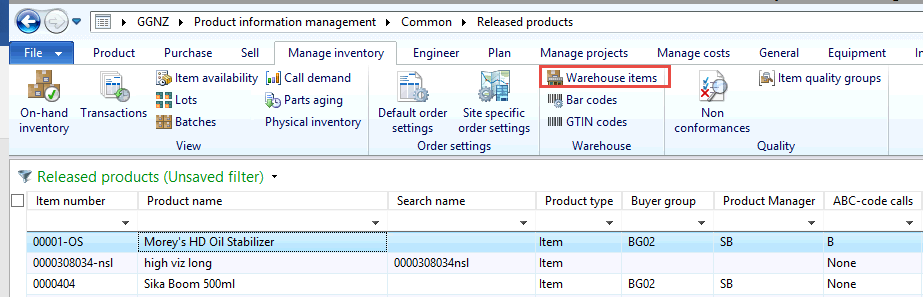 GGNZ Product information management Common Released products
File Product Purchase Sell Manage inventory Engineer Plan Manage projects Manage costs General Equipment
On-hand inventory Transactions Item availability Call demand Default order settings Site specific order settings Warehouse items Non conformances Item quality groups
Lots Parts aging Bar codes
Batches Physical inventory GTIN codes
View Order settings Warehouse Quality
Released products (Unsaved filter)
Item number Product name Search name Product type Buyer group Product Manager ABC-code calls
00001-OS Morey's HD Oil Stabilizer Item BG02 SB B
0000308034-nsl high viz long 0000308034nsl Item None
0000404 Sika Boom 500ml Item BG02 SB None